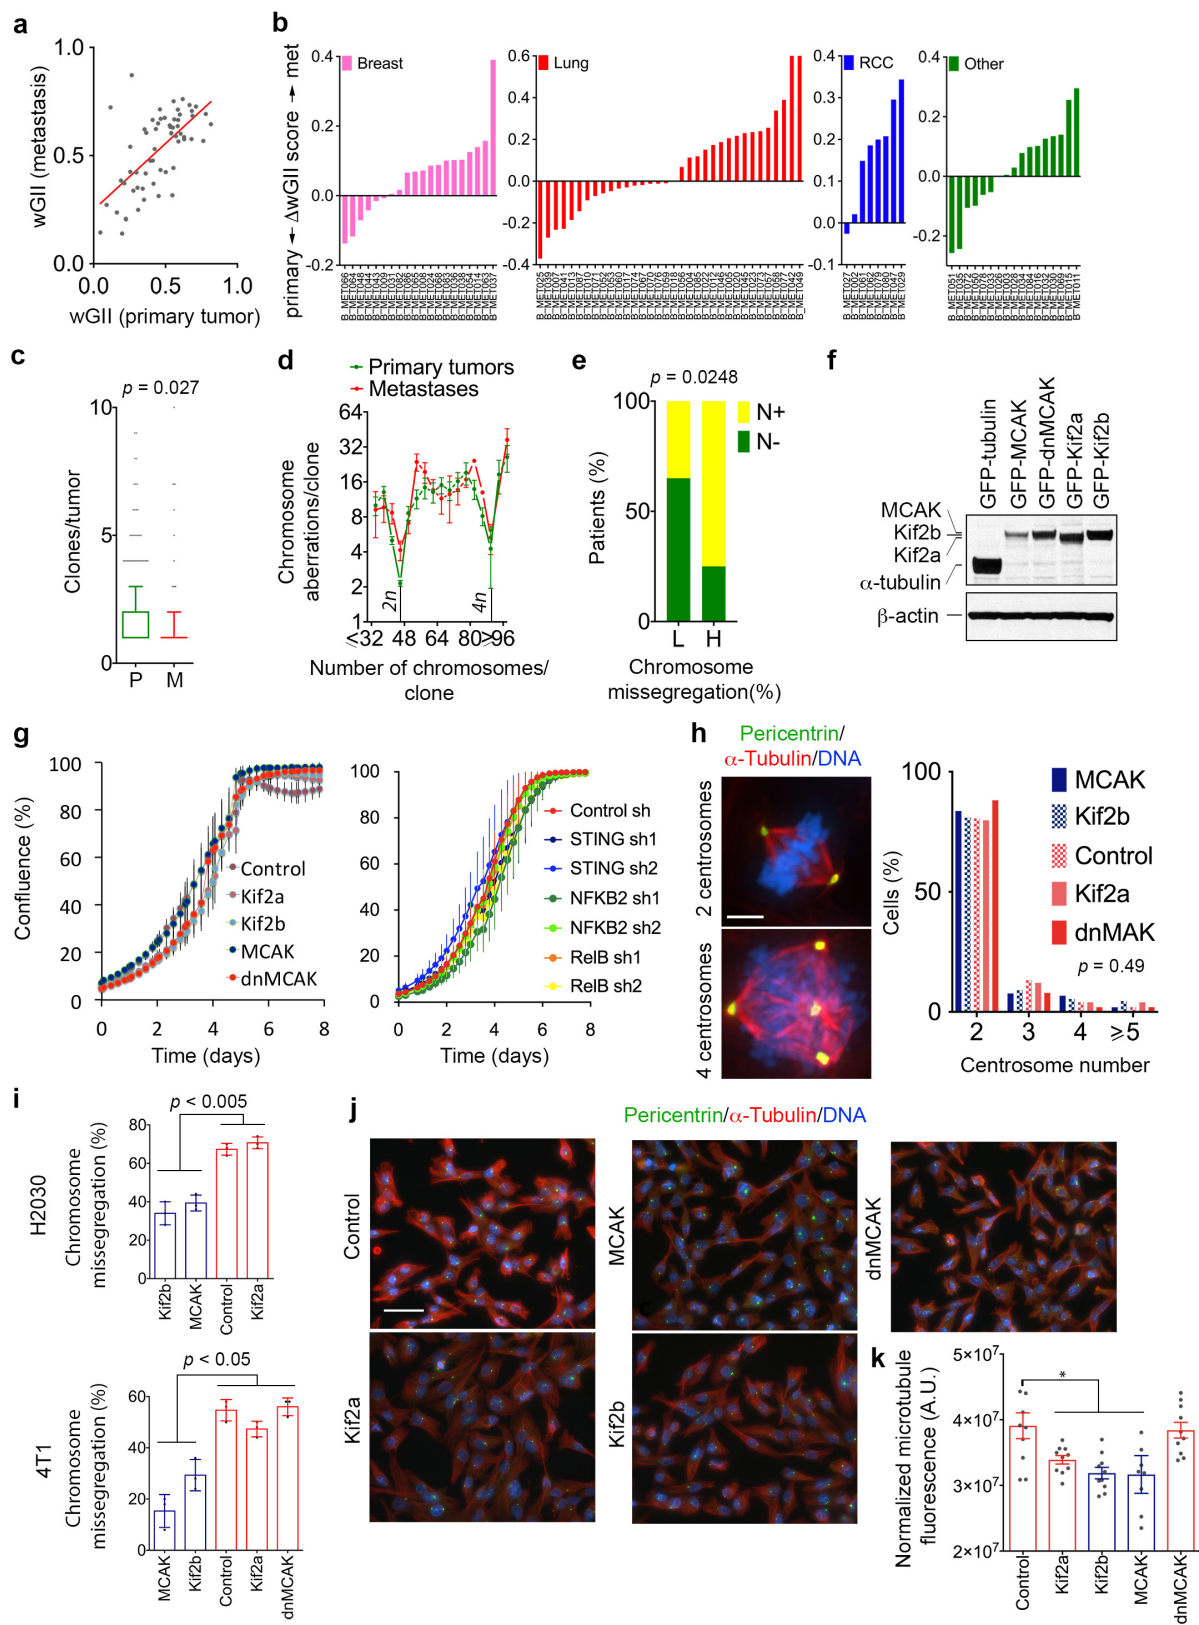 a
1.0
0.5
0.0
0.0
0.5
1.0
wGII (metastasis)
wGII (primary tumor)
b
primary ← ΔwGII score → met
0.4
0.2
0.0
-0.2
Breast
0.6
0.4
0.2
0.0
-0.2
-0.4
Lung
0.3
0.2
0.1
0.0
-0.1
0.4
RCC
0.4
0.2
0.0
-0.2
Other
c
p = 0.027
Clones/tumor
10
5
0
P M
d
Primary tumors
Metastases
Chromosome
aberrations/clone
64
32
16
8
4
2
1
2n
4n
⩽32 48 64 80 ⩾96
Number of chromosomes/
clone
e
p = 0.0248
Patients (%)
100
50
0
N+
N-
L H
Chromosome
missegregation(%)
f
GFP-tubulin
GFP-MCAK
GFP-dnMCAK
GFP-Kif2a
GFP-Kif2b
MCAK
Kif2b
Kif2a
α-tubulin
β-actin
g
Confluence (%)
100
80
60
40
20
0
0 2 4 6 8
Time (days)
Control
Kif2a
Kif2b
MCAK
dnMCAK
100
80
60
40
20
0
0 2 4 6 8
Time (days)
Control sh
STING sh1
STING sh2
NFKB2 sh1
NFKB2 sh2
RelB sh1
RelB sh2
h
Pericentrin/
α-Tubulin/DNA
2 centrosomes
4 centrosomes
Cells (%)
100
50
0
MCAK
Kif2b
Control
Kif2a
dnMAK
p = 0.49
2 3 4 ⩾5
Centrosome number
i
p < 0.005
H2030
Chromosome
missegregation (%)
80
60
40
20
0
Kif2b
MCAK
Control
Kif2a
p < 0.05
4T1
Chromosome
missegregation (%)
60
40
20
0
MCAK
Kif2b
Control
Kif2a
dnMCAK
j
Pericentrin/α-Tubulin/DNA
Control
MCAK
dnMCAK
Kif2a
Kif2b
k
*
Normalized microtubule
fluorescence (A.U.)
5×10⁷
4×10⁷
3×10⁷
2×10⁷
Control
Kif2a
Kif2b
MCAK
dnMCAK